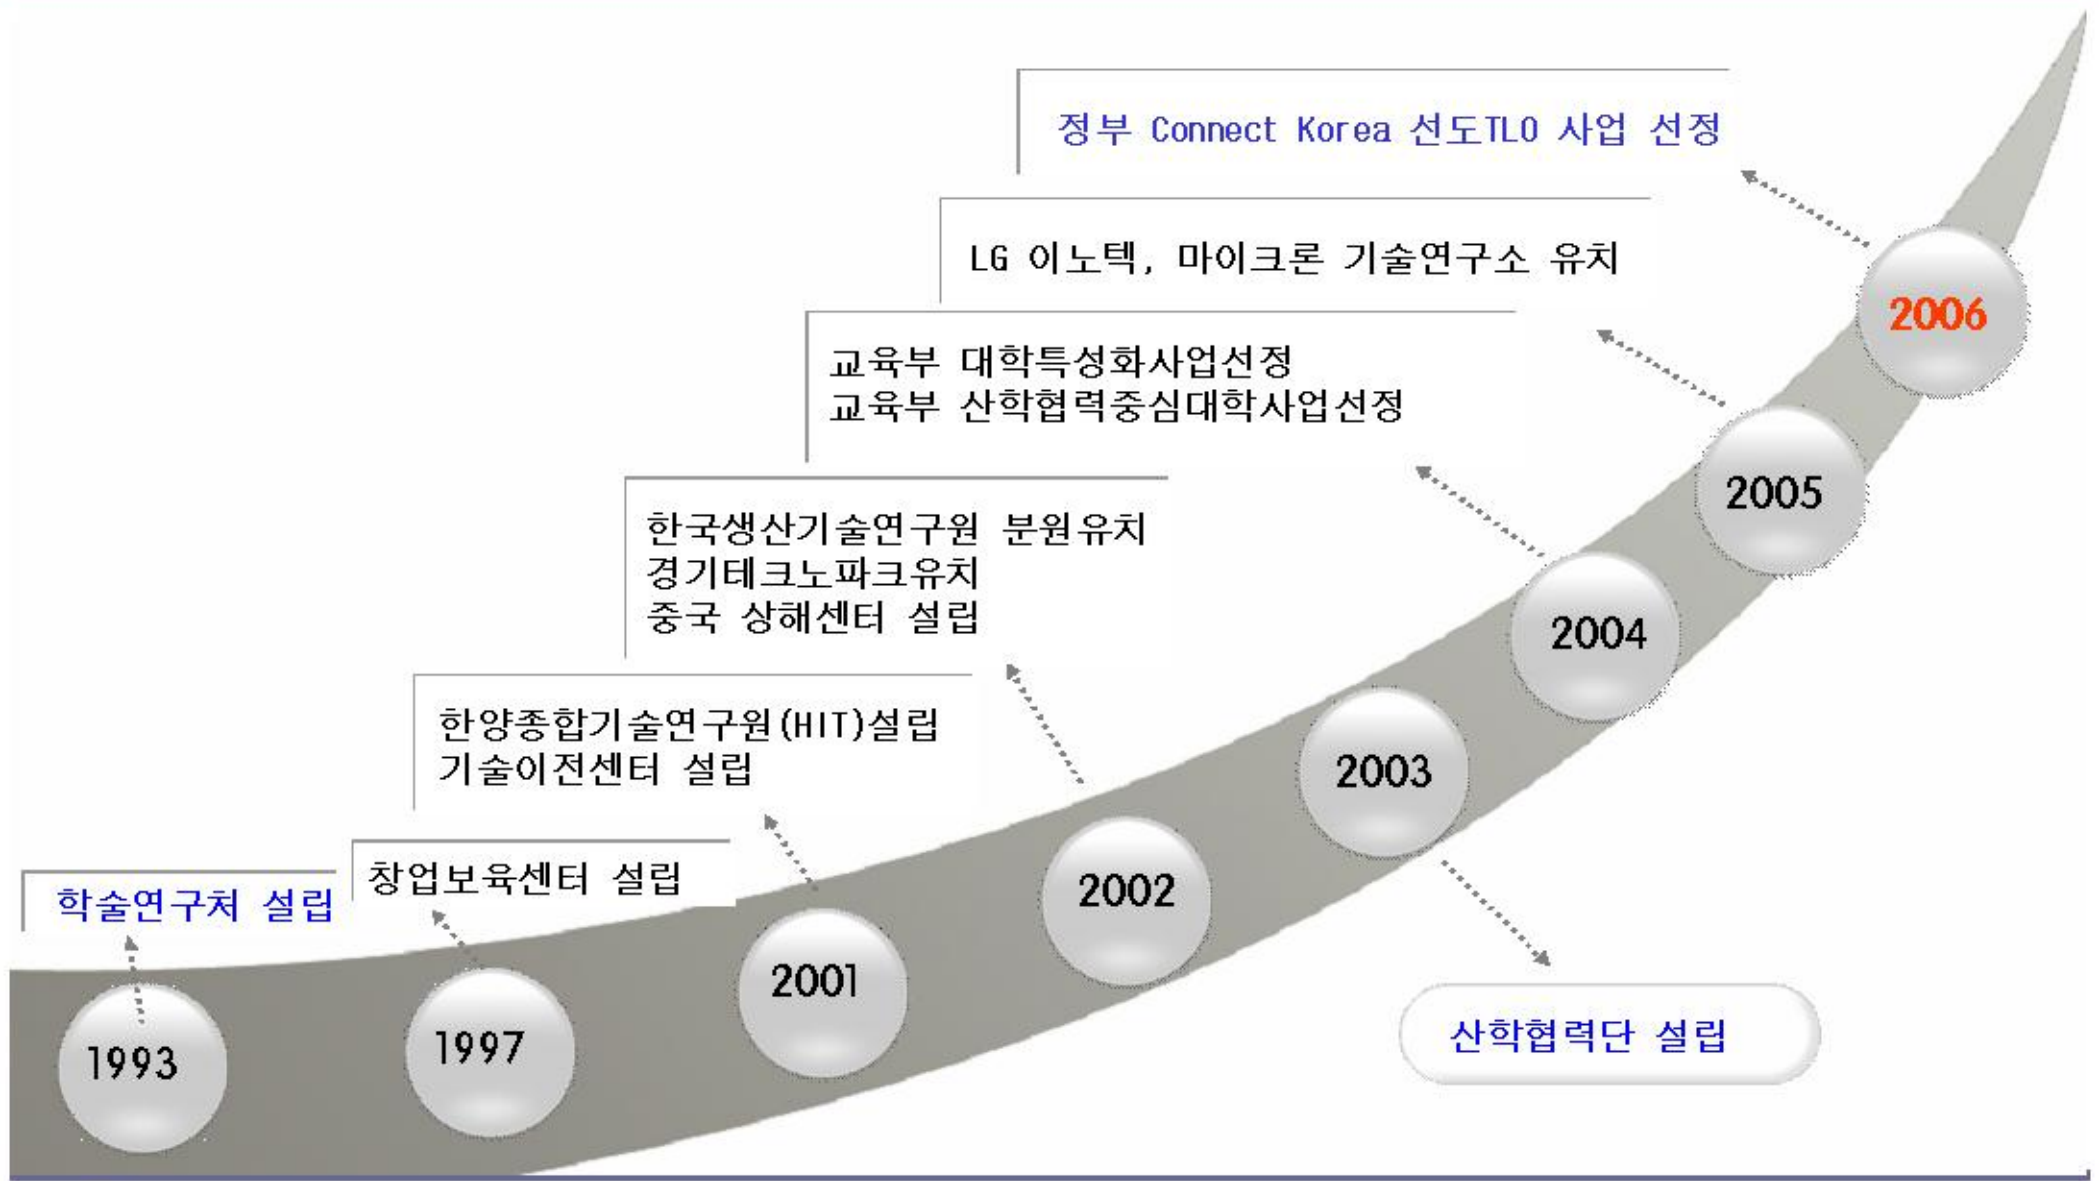 정부 Connect Korea 선도TLO 사업 선정
LG 이노텍, 마이크론 기술연구소 유치
2006
교육부 대학특성화사업선정
교육부 산학협력중심대학사업선정
2005
한국생산기술연구원 분원유치
경기테크노파크유치
중국 상해센터 설립
2004
한양종합기술연구원(HIT)설립
기술이전센터 설립
2003
창업보육센터 설립
2002
학술연구처 설립
2001
산학협력단 설립
1997
1993